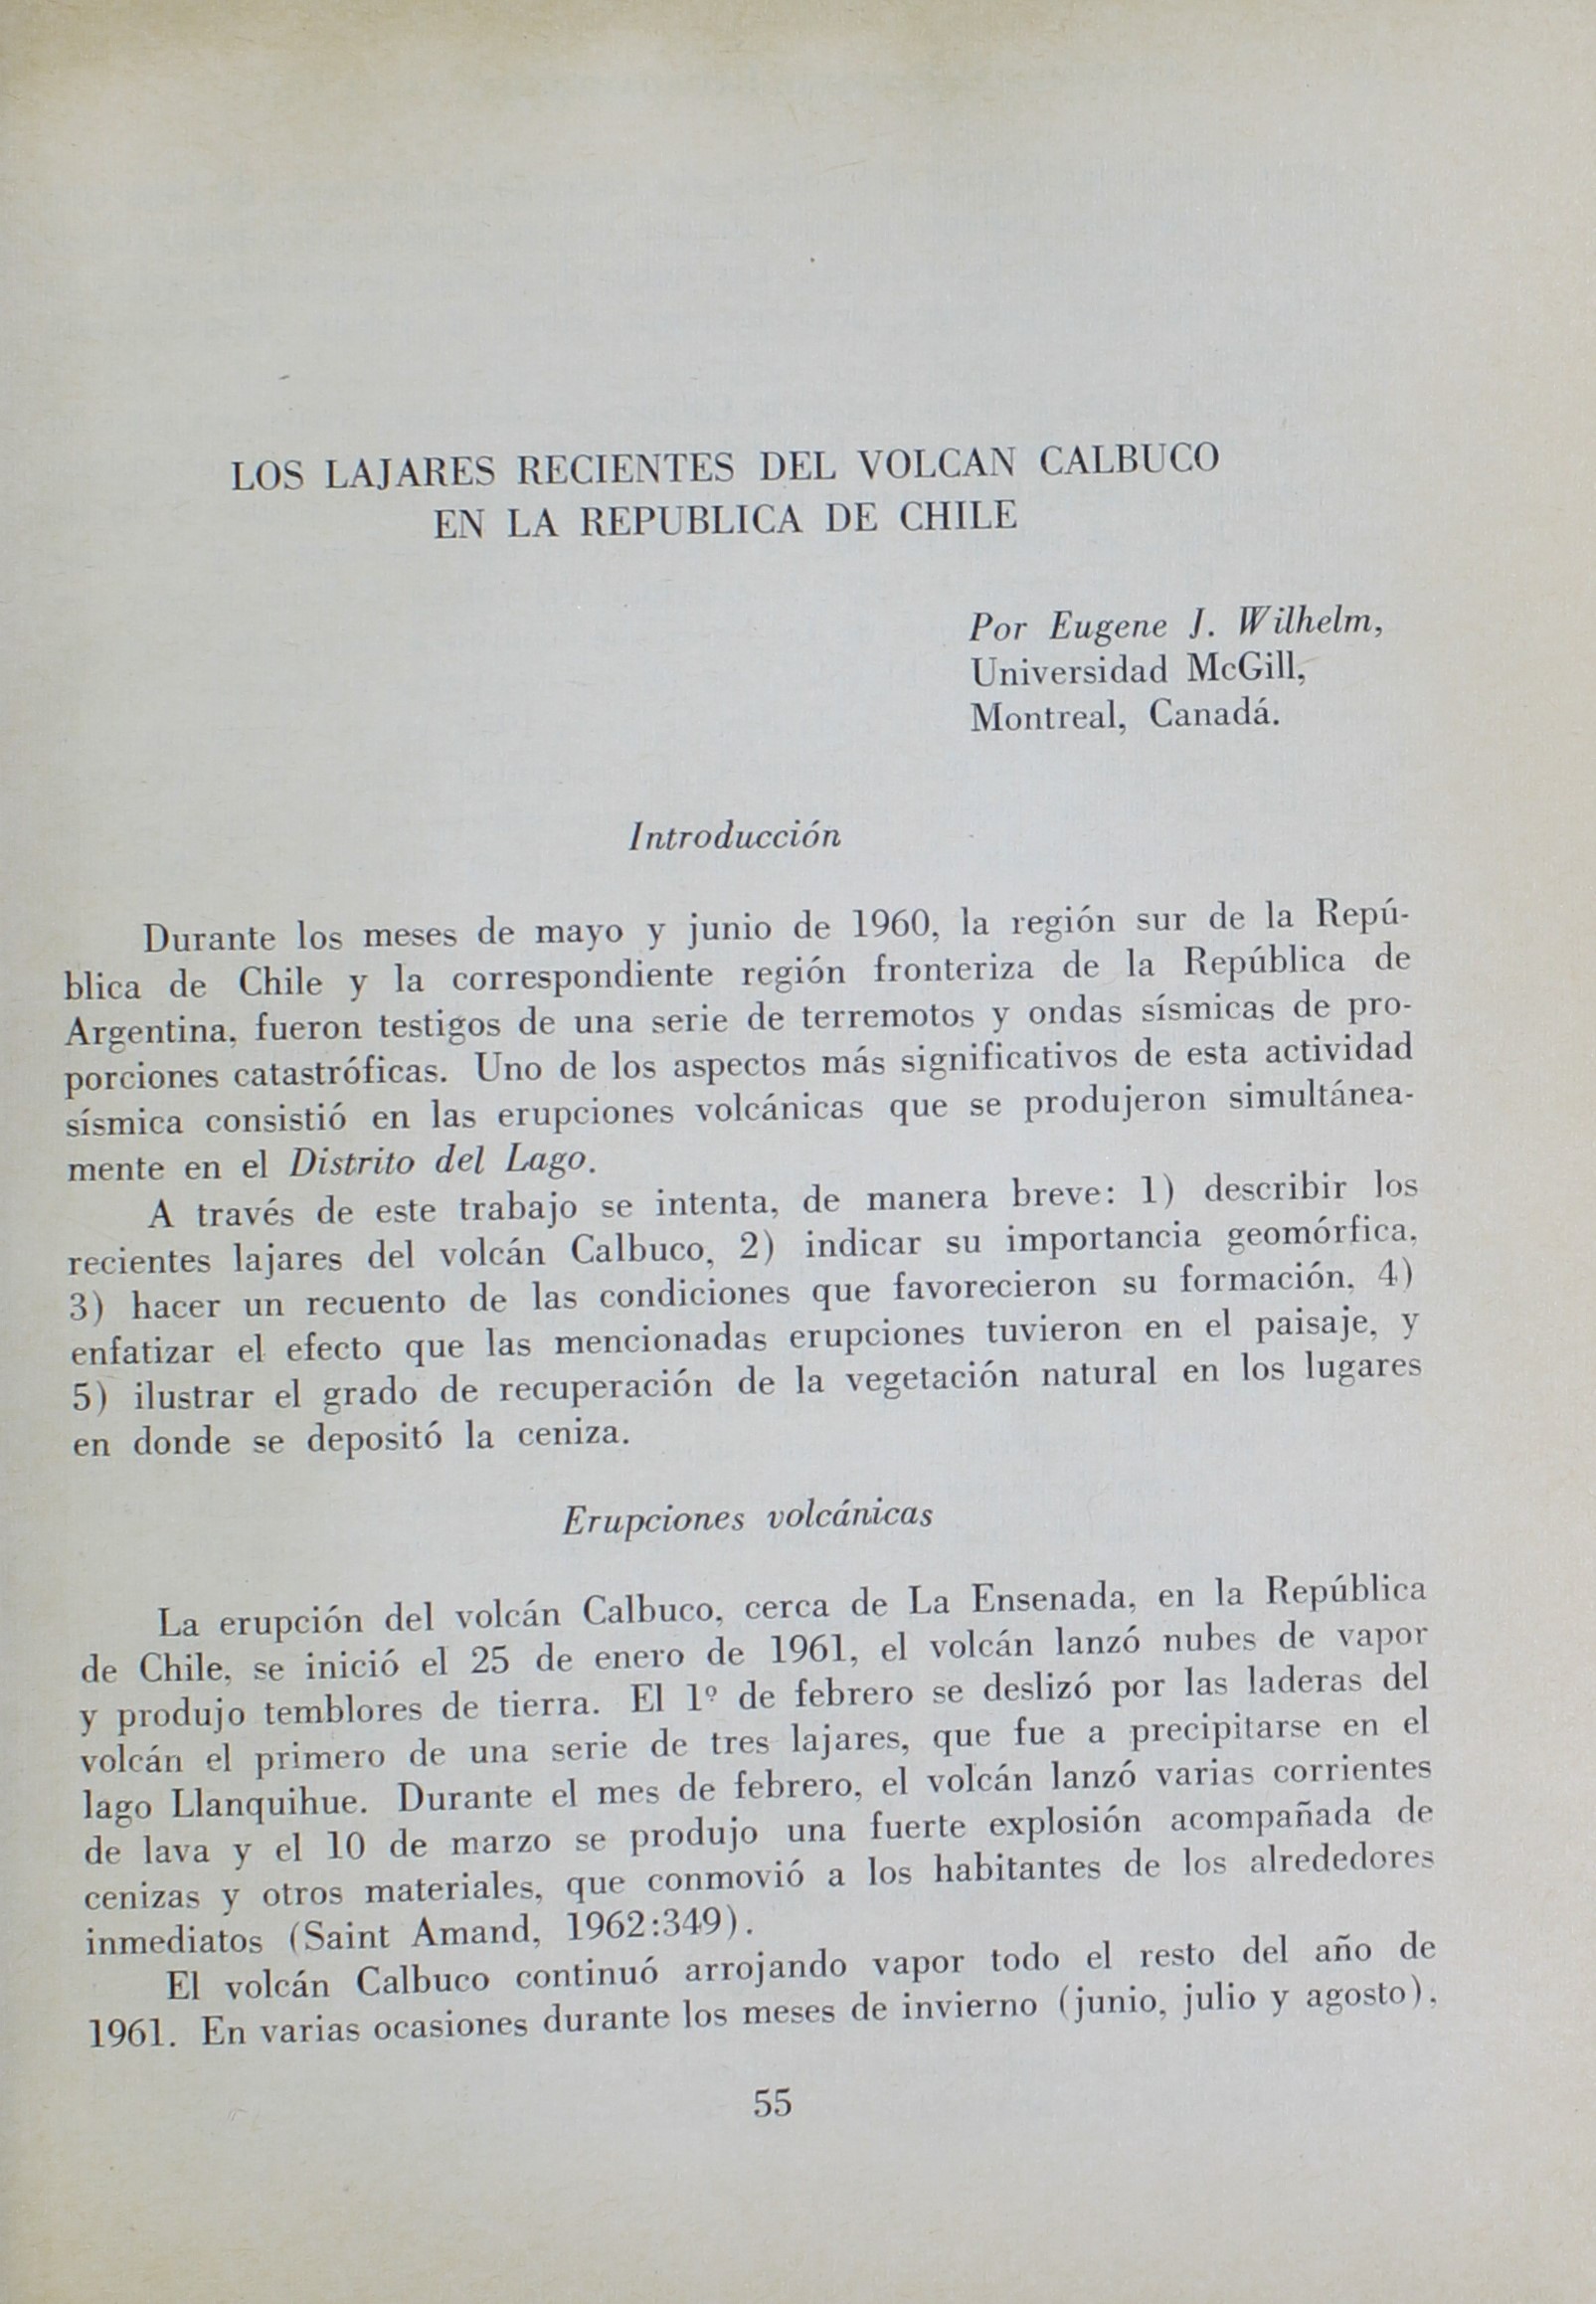 LOS LAJARES RECIENTES DEL VOLCAN CALBUCO
EN LA REPUBLICA DE CHILE
Por Eugene J. Wilhelm,
Universidad McGill,
Montreal, Canadá.
Introducción
Durante los meses de mayo y junio de 1960, la región sur de la Repú-
blica de Chile y la correspondiente región fronteriza de la República de
Argentina, fueron testigos de una serie de terremotos y ondas sísmicas de pro-
porciones catastróficas. Uno de los aspectos más significativos de esta actividad
sísmica consistió en las erupciones volcánicas que se produjeron simultánea-
mente en el Distrito del Lago.
A través de este trabajo se intenta, de manera breve: 1) describir los
recientes lajares del volcán Calbuco, 2) indicar su importancia geomórfica,
3) hacer un recuento de las condiciones que favorecieron su formación, 4)
enfatizar el efecto que las mencionadas erupciones tuvieron en el paisaje, y
5) ilustrar el grado de recuperación de la vegetación natural en los lugares
en donde se depositó la ceniza.
Erupciones volcánicas
La erupción del volcán Calbuco, cerca de La Ensenada, en la República
de Chile, se inició el 25 de enero de 1961, el volcán lanzó nubes de vapor
y produjo temblores de tierra. El 1º de febrero se deslizó por las laderas del
volcán el primero de una serie de tres lajares, que fue a precipitarse en el
lago Llanquihue. Durante el mes de febrero, el volcán lanzó varias corrientes
de lava y el 10 de marzo se produjo una fuerte explosión acompañada de
cenizas y otros materiales, que conmovió a los habitantes de los alrededores
inmediatos (Saint Amand, 1962:349).
El volcán Calbuco continuó arrojando vapor todo el resto del año de
1961. En varias ocasiones durante los meses de invierno (junio, julio y agosto),
55